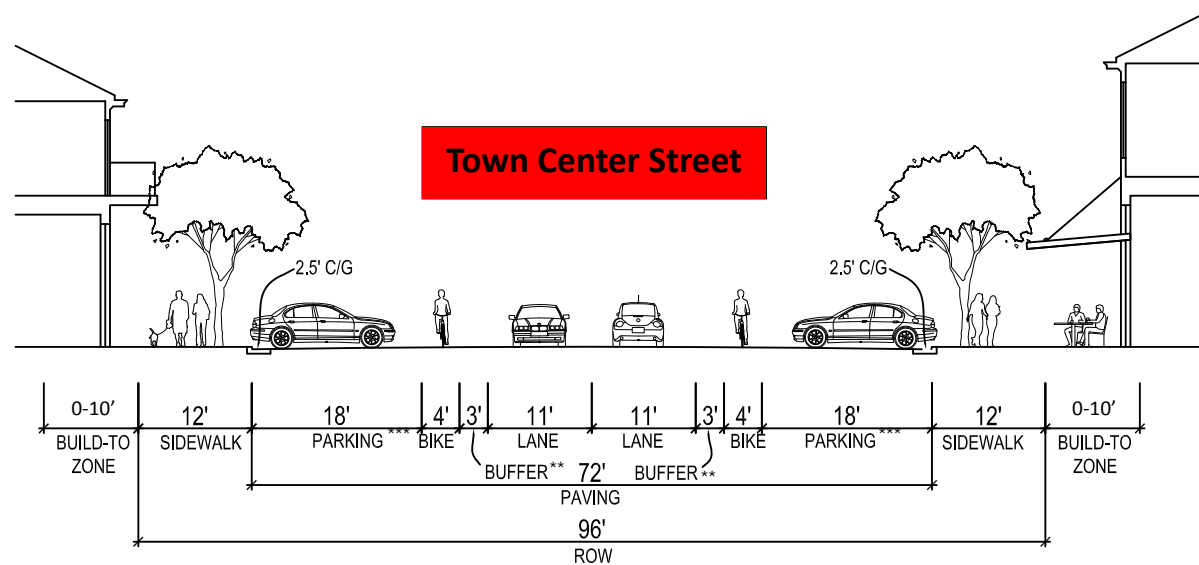 Town Center Street
2.5' C/G
2.5' C/G
0-10’
12'
18'
4'
3'
11'
11'
3'
4'
18'
12'
0-10’
BUILD-TO
ZONE
SIDEWALK
PARKING ***
BIKE
LANE
LANE
BIKE
PARKING ***
SIDEWALK
BUILD-TO
ZONE
BUFFER **
72'
BUFFER **
PAVING
96'
ROW